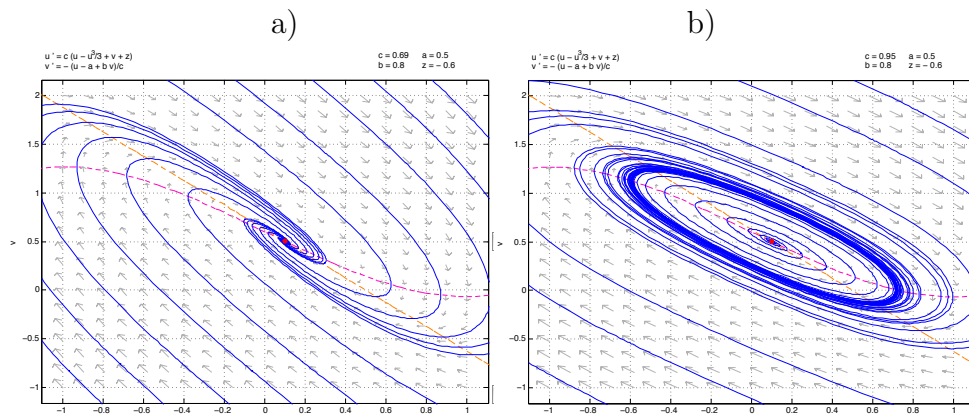 a)
b)
u ' = c (u − u^3/3 + v + z)
v ' = − (u − a + b v)/c
c = 0.69 a = 0.5
b = 0.8 z = − 0.6
u ' = c (u − u^3/3 + v + z)
v ' = − (u − a + b v)/c
c = 0.95 a = 0.5
b = 0.8 z = − 0.6
2
1.5
1
v
0.5
0
−0.5
−1
−1 −0.8 −0.6 −0.4 −0.2 0 0.2 0.4 0.6 0.8 1
2
1.5
1
v
0.5
0
−0.5
−1
−1 −0.8 −0.6 −0.4 −0.2 0 0.2 0.4 0.6 0.8 1